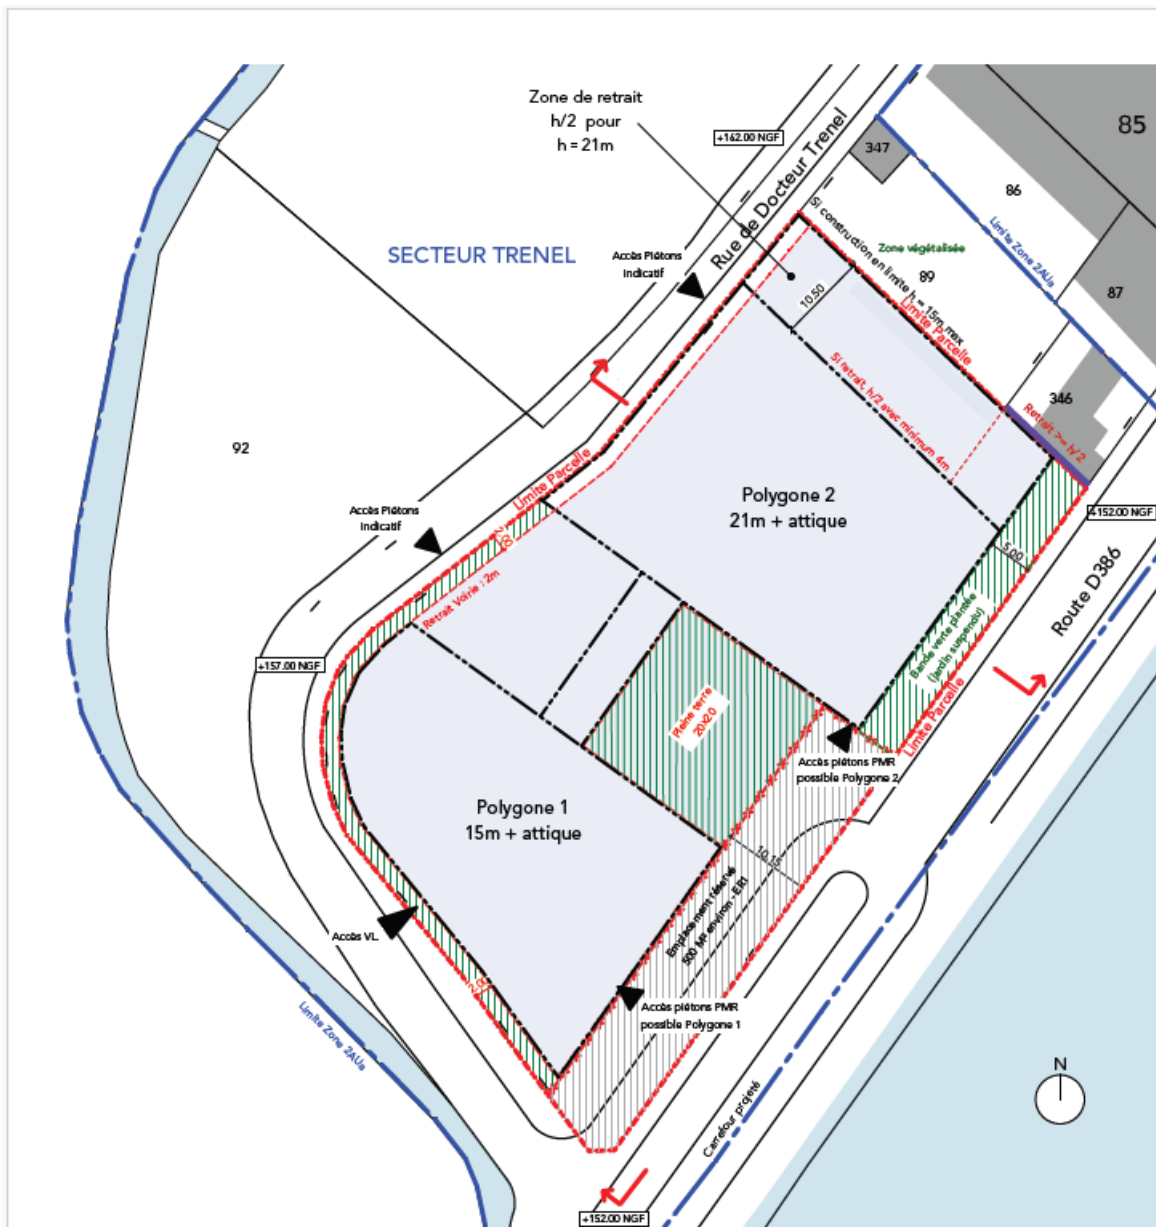 Zone de retrait
h/2 pour
h = 21m
+162.00 NGF
85
347
86
Rue de Docteur Trenel
Si construction en limite h = 15m max
Zone végétalisée
89
Limite Zone 2AUa
SECTEUR TRENEL
Accès Piétons
Indicatif
10.50
Limite Parcelle
87
Si retrait, h/2 avec minimum 4m
346
Retrait >= h/2
92
Limite Parcelle
Polygone 2
21m + attique
Accès Piétons
Indicatif
+152.00 NGF
5.00
Retrait Voirie : 2m
Route D386
Bande verte plantée
(jardin suspendu)
+157.00 NGF
Limite Parcelle
Pleine terre
20x20
Accès piétons PMR
possible Polygone 2
Polygone 1
15m + attique
10.15
Emplacement réservé
500 M² environ - ER1
Accès VL
Accès piétons PMR
possible Polygone 1
Limite Zone 2AUa
N
Carrefour projeté
+152.00 NGF